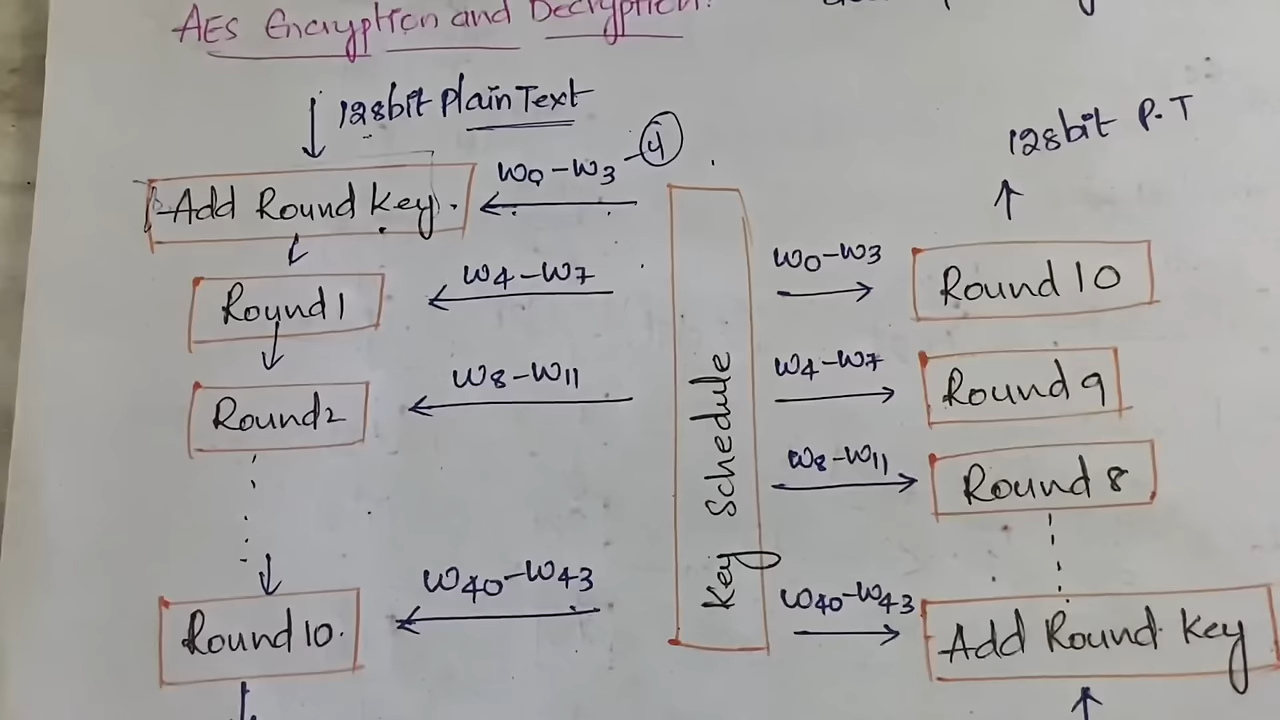 AES Encryption and Decryption.
128bit Plain Text
Add Round Key.
W0-W3
4
Round 1
W4-W7
Round 2
W8-W11
Round 10.
W40-W43
Key Schedule
128bit P.T
W0-W3
Round 10
W4-W7
Round 9
W8-W11
Round 8
W40-W43
Add Round Key